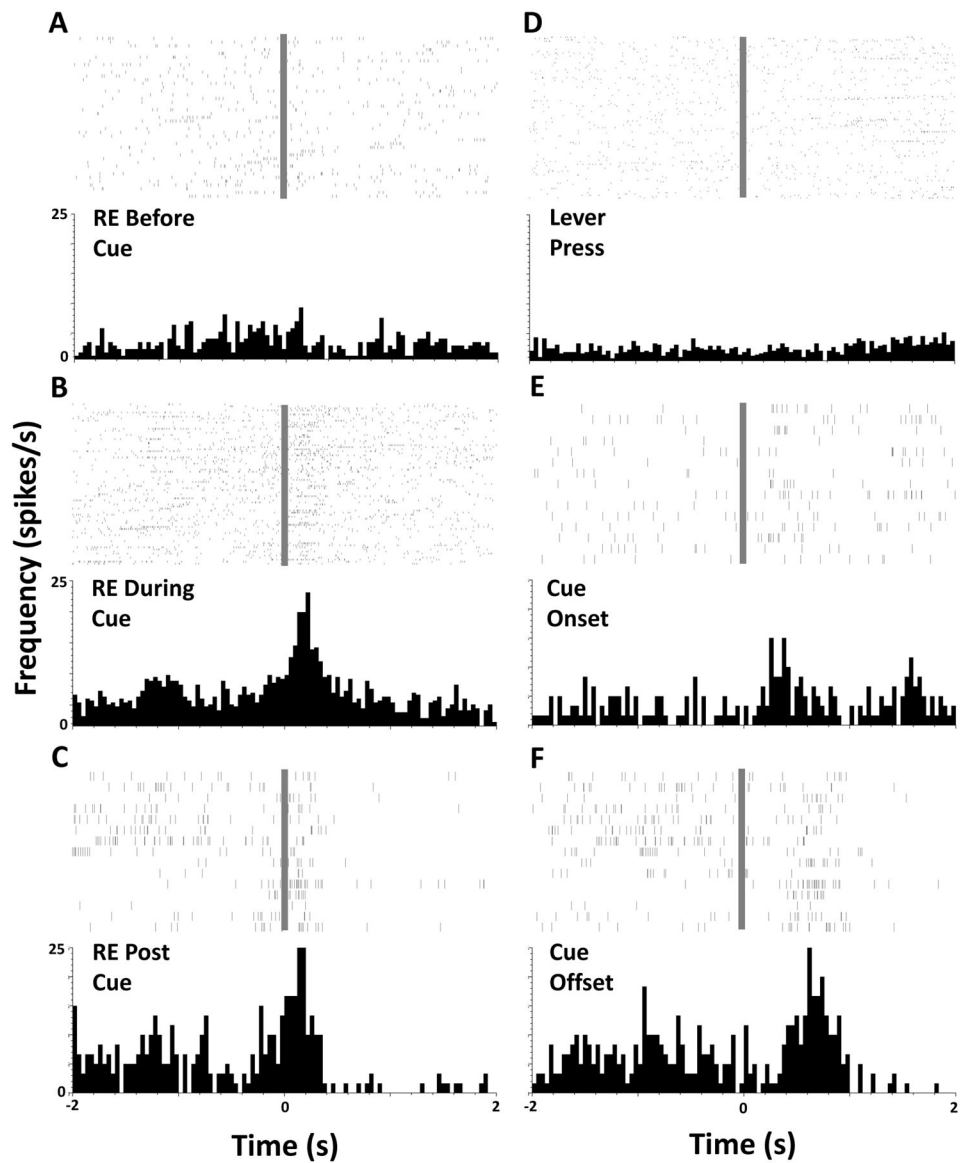 A
RE Before
Cue
25
0
B
RE During
Cue
25
0
C
RE Post
Cue
25
0
-2
0
2
Time (s)
Frequency (spikes/s)
D
Lever
Press
E
Cue
Onset
F
Cue
Offset
-2
0
2
Time (s)